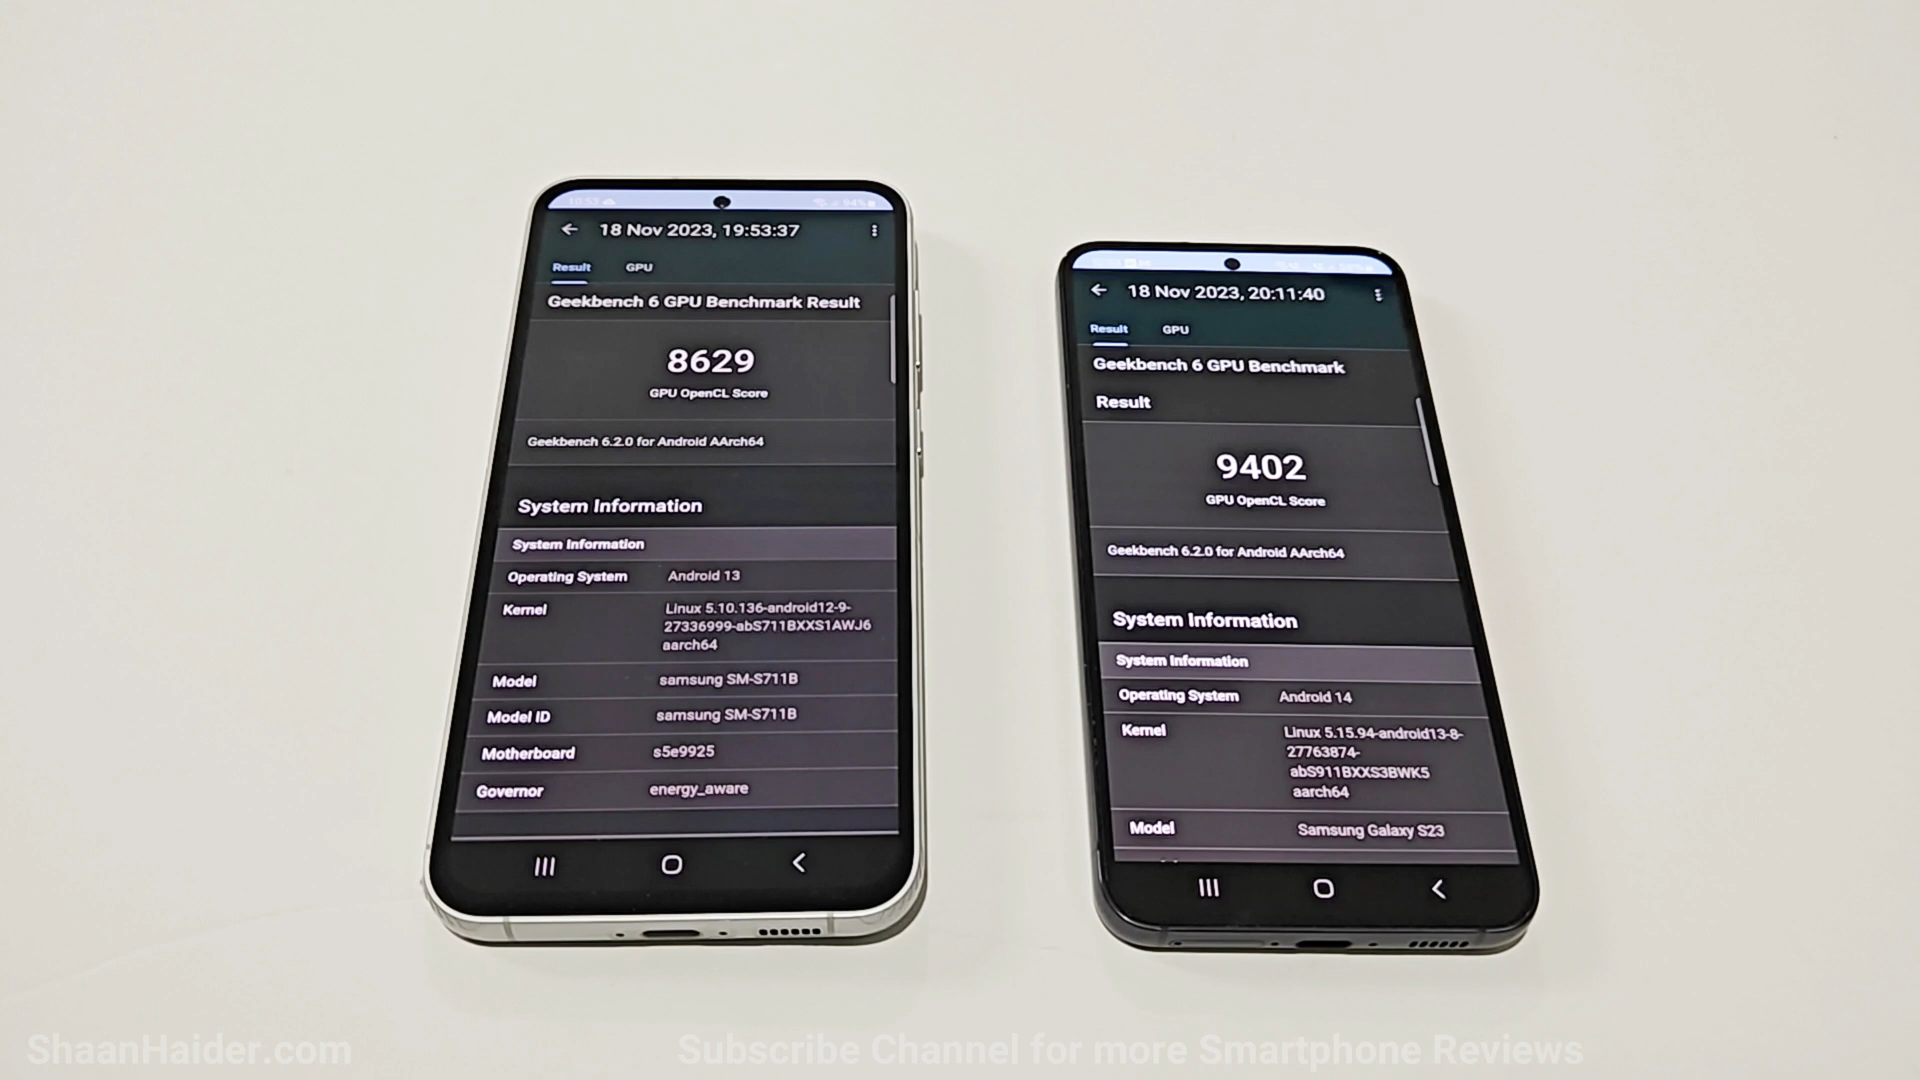 10:53
94%
18 Nov 2023, 19:53:37
Result GPU
Geekbench 6 GPU Benchmark Result
8629
GPU OpenCL Score
Geekbench 6.2.0 for Android AArch64
System Information
System Information
Operating System Android 13
Kernel Linux 5.10.136-android12-9-
27336999-abS711BXXS1AWJ6
aarch64
Model samsung SM-S711B
Model ID samsung SM-S711B
Motherboard s5e9925
Governor energy_aware
18 Nov 2023, 20:11:40
Result GPU
Geekbench 6 GPU Benchmark
Result
9402
GPU OpenCL Score
Geekbench 6.2.0 for Android AArch64
System Information
System Information
Operating System Android 14
Kernel Linux 5.15.94-android13-8-
27763874-
abS911BXXS3BWK5
aarch64
Model Samsung Galaxy S23
ShaanHaider.com
Subscribe Channel for more Smartphone Reviews